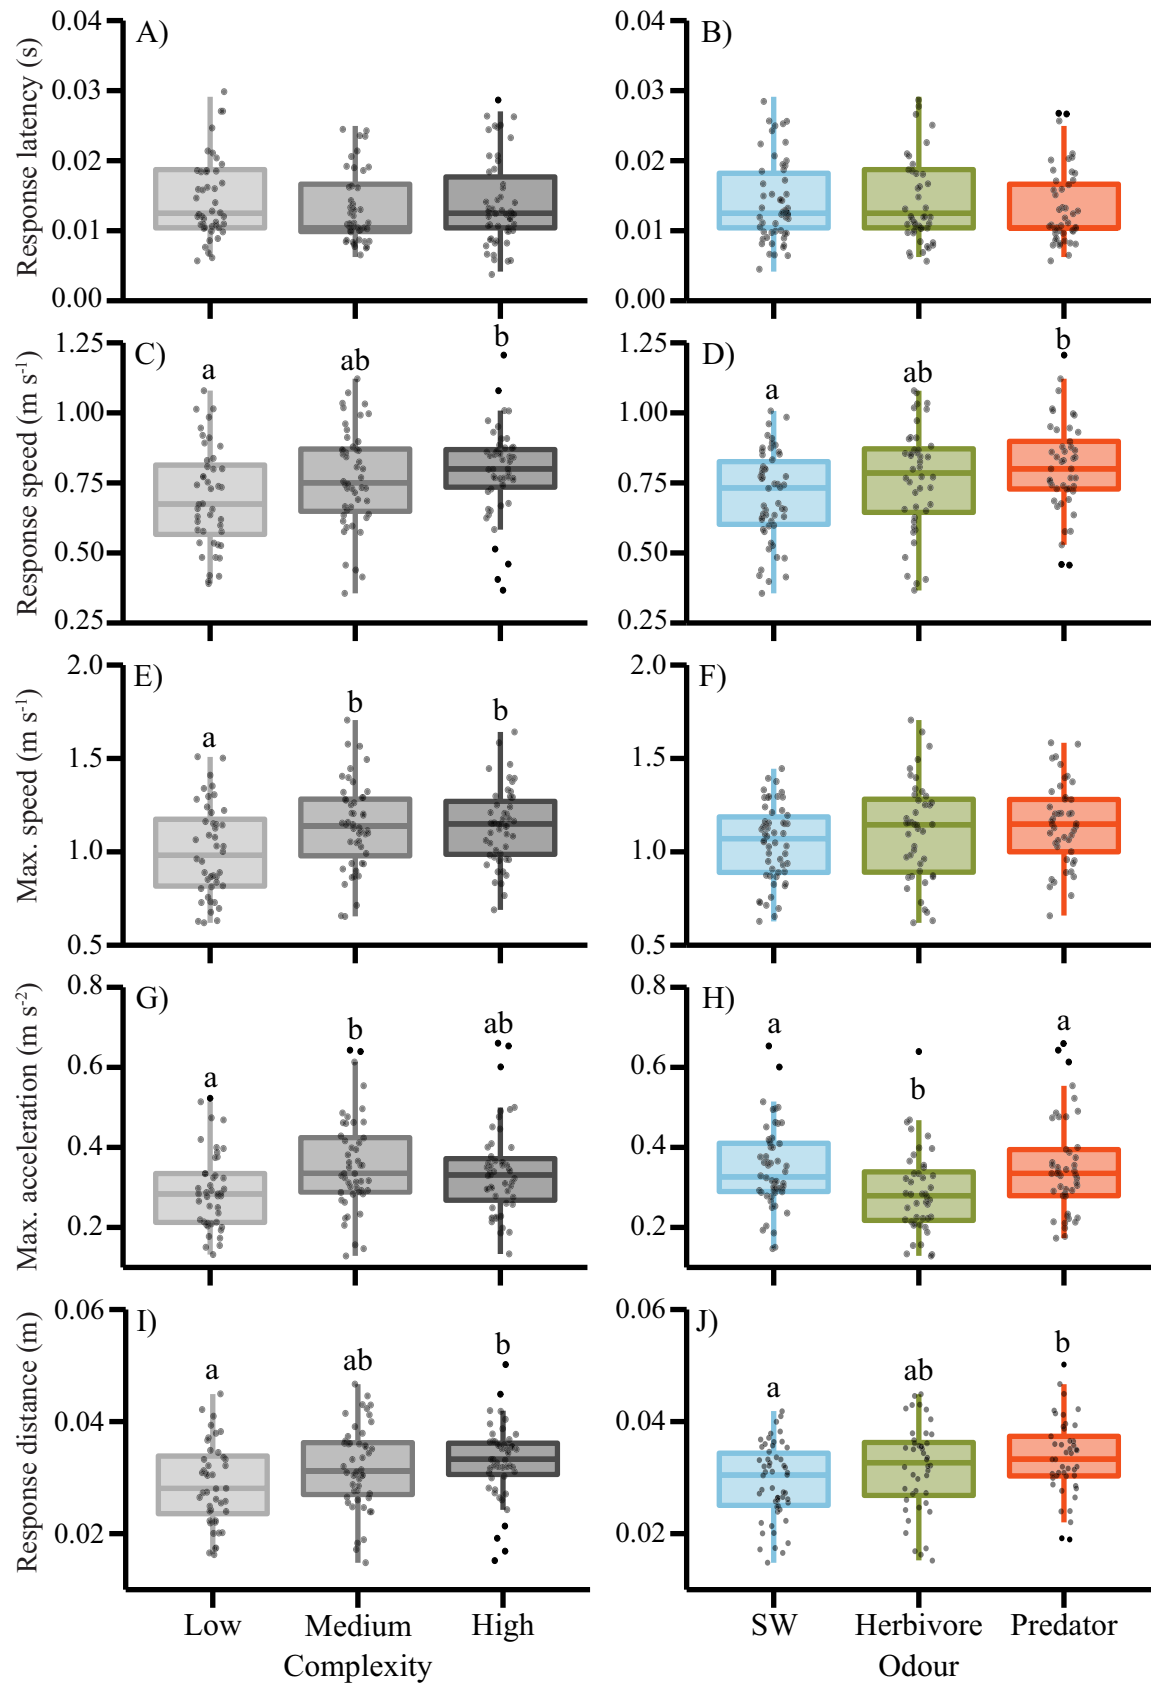 A)
B)
Response latency (s)
0.04
0.03
0.02
0.01
0.00
0.04
0.03
0.02
0.01
0.00
C)
D)
Response speed (m s-1)
1.25
1.00
0.75
0.50
0.25
a
ab
b
1.25
1.00
0.75
0.50
0.25
a
ab
b
E)
F)
Max. speed (m s-1)
2.0
1.5
1.0
0.5
a
b
b
2.0
1.5
1.0
0.5
G)
H)
Max. acceleration (m s-2)
0.8
0.6
0.4
0.2
a
b
ab
0.8
0.6
0.4
0.2
a
b
a
I)
J)
Response distance (m)
0.06
0.04
0.02
a
ab
b
0.06
0.04
0.02
a
ab
b
Low Medium High
Complexity
SW Herbivore Predator
Odour